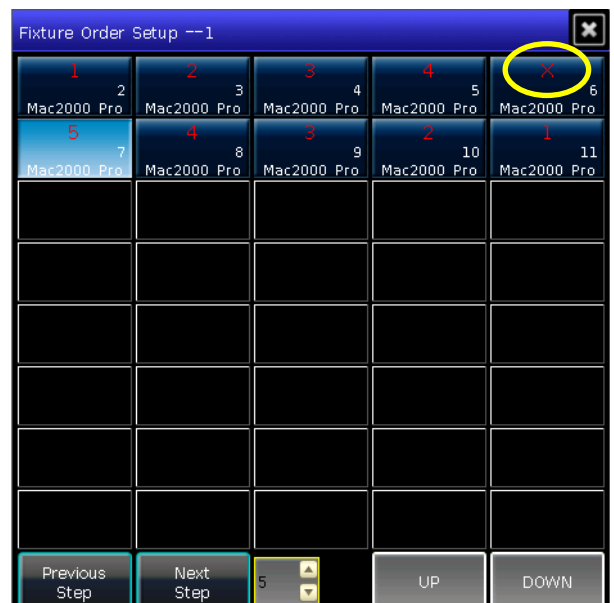 Fixture Order Setup --1
1 2 3 4 X
2 3 4 5 6
Mac2000 Pro Mac2000 Pro Mac2000 Pro Mac2000 Pro Mac2000 Pro
5 4 3 2 1
7 8 9 10 11
Mac2000 Pro Mac2000 Pro Mac2000 Pro Mac2000 Pro Mac2000 Pro
Previous Next
Step Step 5 UP DOWN